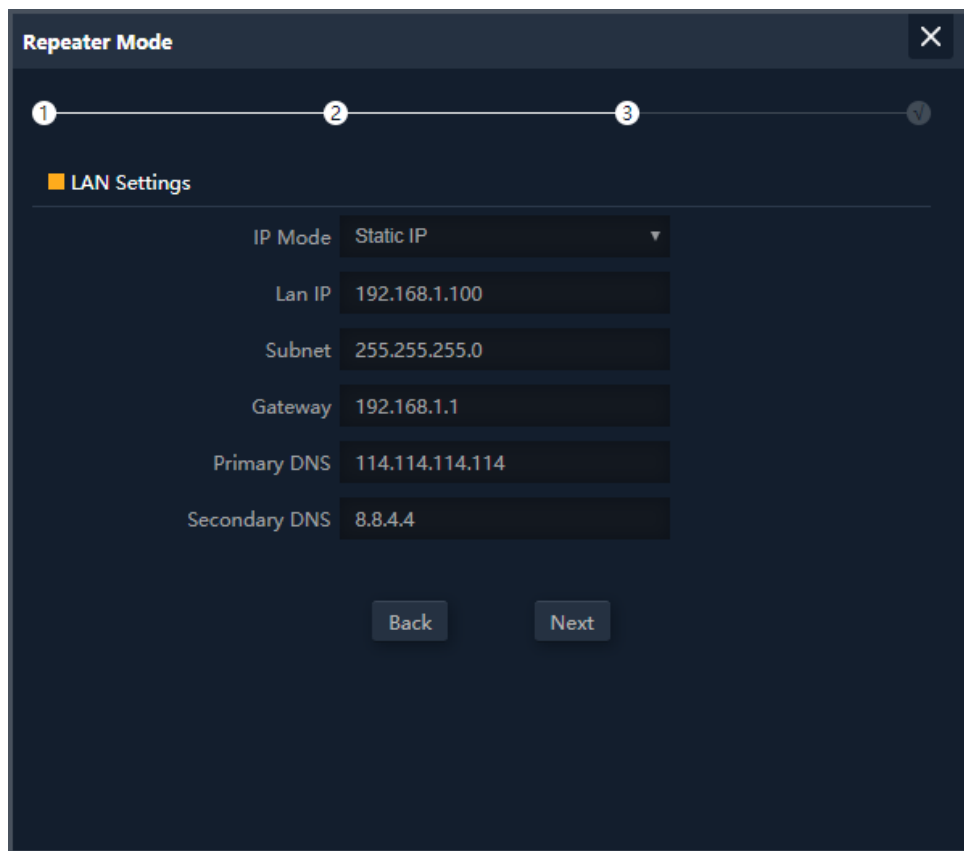 Repeater Mode
1 2 3 √
LAN Settings
IP Mode Static IP
Lan IP 192.168.1.100
Subnet 255.255.255.0
Gateway 192.168.1.1
Primary DNS 114.114.114.114
Secondary DNS 8.8.4.4
Back Next